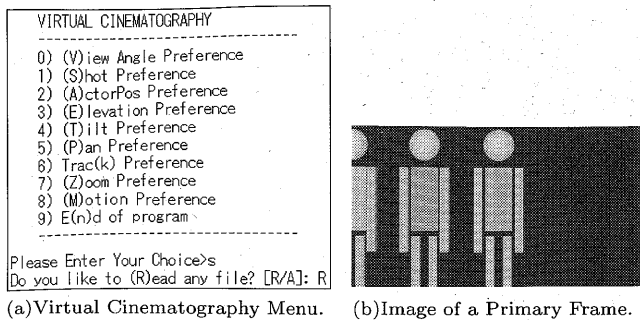 VIRTUAL CINEMATOGRAPHY
----------------------------------
0) (V)iew Angle Preference
1) (S)hot Preference
2) (A)ctorPos Preference
3) (E)levation Preference
4) (T)ilt Preference
5) (P)an Preference
6) Trac(k) Preference
7) (Z)oom Preference
8) (M)otion Preference
9) E(n)d of program
----------------------------------
Please Enter Your Choice>s
Do you like to (R)ead any file? [R/A]: R
(a)Virtual Cinematography Menu. (b)Image of a Primary Frame.